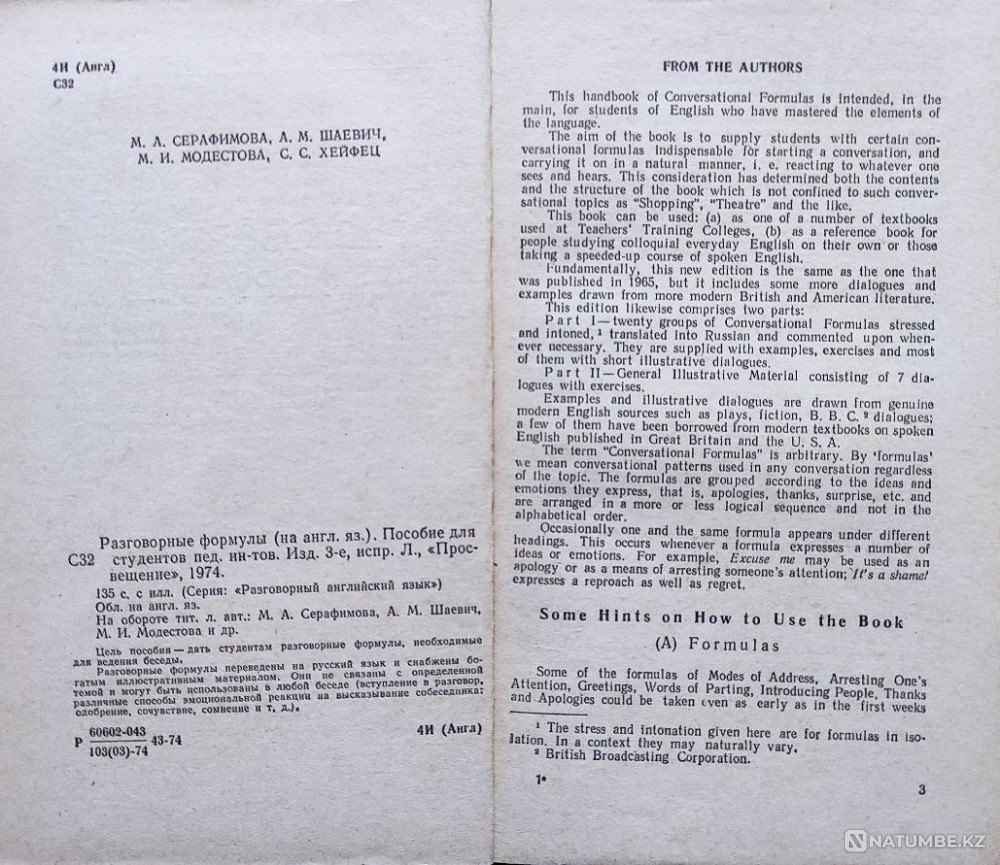 4И (Англ)
С32
М. А. СЕРАФИМОВА, А. М. ШАЕВИЧ,
М. И. МОДЕСТОВА, С. С. ХЕЙФЕЦ
Разговорные формулы (на англ. яз.). Пособие для
С32 студентов пед. ин-тов. Изд. 3-е, испр. Л., «Прос-
вещение», 1974.
135 с. с илл. (Серия: «Разговорный английский язык»)
Обл. на англ. яз.
На обороте тит. л. авт.: М. А. Серафимова, А. М. Шаевич,
М. И. Модестова и др.
Цель пособия — дать студентам разговорные формулы, необходимые
для ведения беседы.
Разговорные формулы переведены на русский язык и снабжены бо-
гатым иллюстративным материалом. Они не связаны с определенной
темой и могут быть использованы в любой беседе (вступление в разговор,
различные способы эмоциональной реакции на высказывание собеседника:
одобрение, сочувствие, сомнение и т. д.).
Р 60602-043
103(03)-74 43-74
4И (Англ)
FROM THE AUTHORS
This handbook of Conversational Formulas is intended, in the
main, for students of English who have mastered the elements of
the language.
The aim of the book is to supply students with certain con-
versational formulas indispensable for starting a conversation, and
carrying it on in a natural manner, i. e. reacting to whatever one
sees and hears. This consideration has determined both the contents
and the structure of the book which is not confined to such conver-
sational topics as “Shopping”, “Theatre” and the like.
This book can be used: (a) as one of a number of textbooks
used at Teachers' Training Colleges, (b) as a reference book for
people studying colloquial everyday English on their own or those
taking a speeded-up course of spoken English.
Fundamentally, this new edition is the same as the one that
was published in 1965, but it includes some more dialogues and
examples drawn from more modern British and American literature.
This edition likewise comprises two parts:
Part I—twenty groups of Conversational Formulas stressed
and intoned,¹ translated into Russian and commented upon when-
ever necessary. They are supplied with examples, exercises and most
of them with short illustrative dialogues.
Part II—General Illustrative Material consisting of 7 dia-
logues with exercises.
Examples and illustrative dialogues are drawn from genuine
modern English sources such as plays, fiction, B. B. C.² dialogues;
a few of them have been borrowed from modern textbooks on spoken
English published in Great Britain and the U. S. A.
The term “Conversational Formulas” is arbitrary. By ‘formulas’
we mean conversational patterns used in any conversation regardless
of the topic. The formulas are grouped according to the ideas and
emotions they express, that is, apologies, thanks, surprise, etc. and
are arranged in a more or less logical sequence and not in the
alphabetical order.
Occasionally one and the same formula appears under different
headings. This occurs whenever a formula expresses a number of
ideas or emotions. For example, Excuse me may be used as an
apology or as a means of arresting someone's attention; It's a shame!
expresses a reproach as well as regret.
Some Hints on How to Use the Book
(A) Formulas
Some of the formulas of Modes of Address, Arresting One's
Attention, Greetings, Words of Parting, Introducing People, Thanks
and Apologies could be taken even as early as in the first weeks
¹ The stress and intonation given here are for formulas in iso-
lation. In a context they may naturally vary.
² British Broadcasting Corporation.
1*
3
NATUMBE.KZ